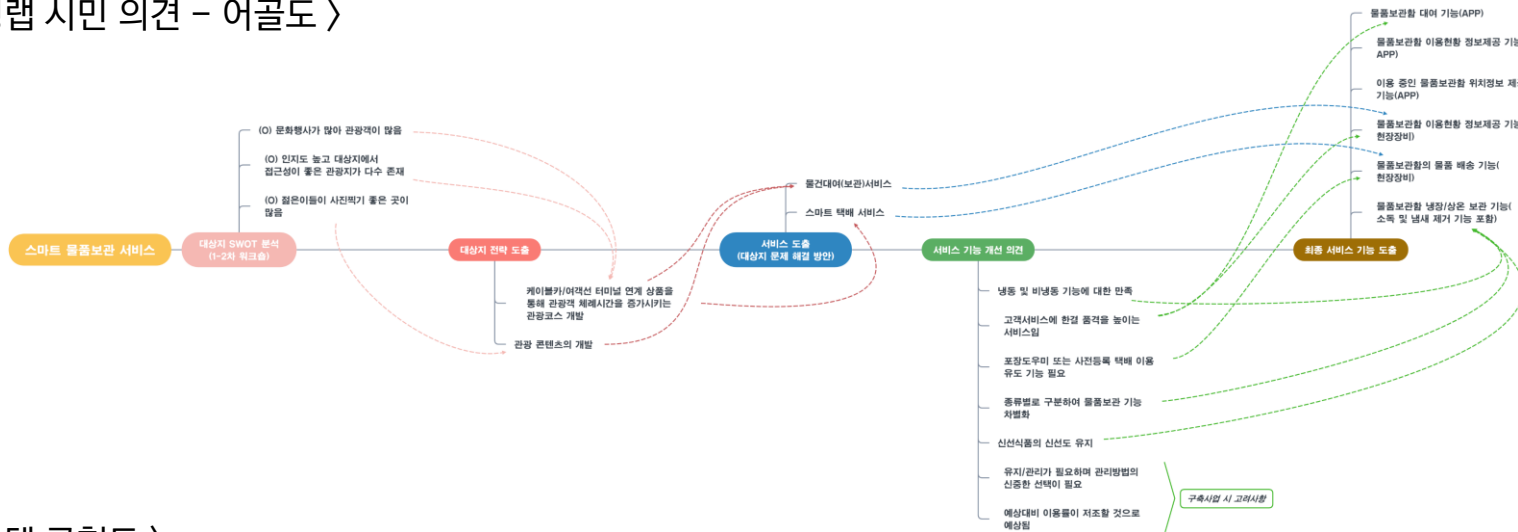 랩 시민 의견 – 어골도 〉
물품보관함 대여 기능(APP)
물품보관함 이용현황 정보제공 기능
APP)
이용 중인 물품보관함 위치정보 제공
기능(APP)
물품보관함 이용현황 정보제공 기능
현장장비)
물품보관함의 물품 배송 기능(
현장장비)
물품보관함 냉장/상온 보관 기능(
소독 및 냄새 제거 기능 포함)
(O) 문화행사가 많아 관광객이 많음
(O) 인지도 높고 대상지에서
접근성이 좋은 관광지가 다수 존재
(O) 젊은이들이 사진찍기 좋은 곳이
많음
물건대여(보관)서비스
스마트 택배 서비스
스마트 물품보관 서비스
대상지 SWOT 분석
(1~2차 워크숍)
대상지 전략 도출
서비스 도출
(대상지 문제 해결 방안)
서비스 기능 개선 의견
최종 서비스 기능 도출
케이블카/여객선 터미널 연계 상품을
통해 관광객 체례시간을 증가시키는
관광코스 개발
관광 콘텐츠의 개발
냉동 및 비냉동 기능에 대한 만족
고객서비스에 한결 품격을 높이는
서비스임
포장도우미 또는 사전등록 택배 이용
유도 기능 필요
종류별로 구분하여 물품보관 기능
차별화
신선식품의 신선도 유지
유지/관리가 필요하며 관리방법의
신중한 선택이 필요
예상대비 이용률이 저조할 것으로
예상됨
구축사업 시 고려사항